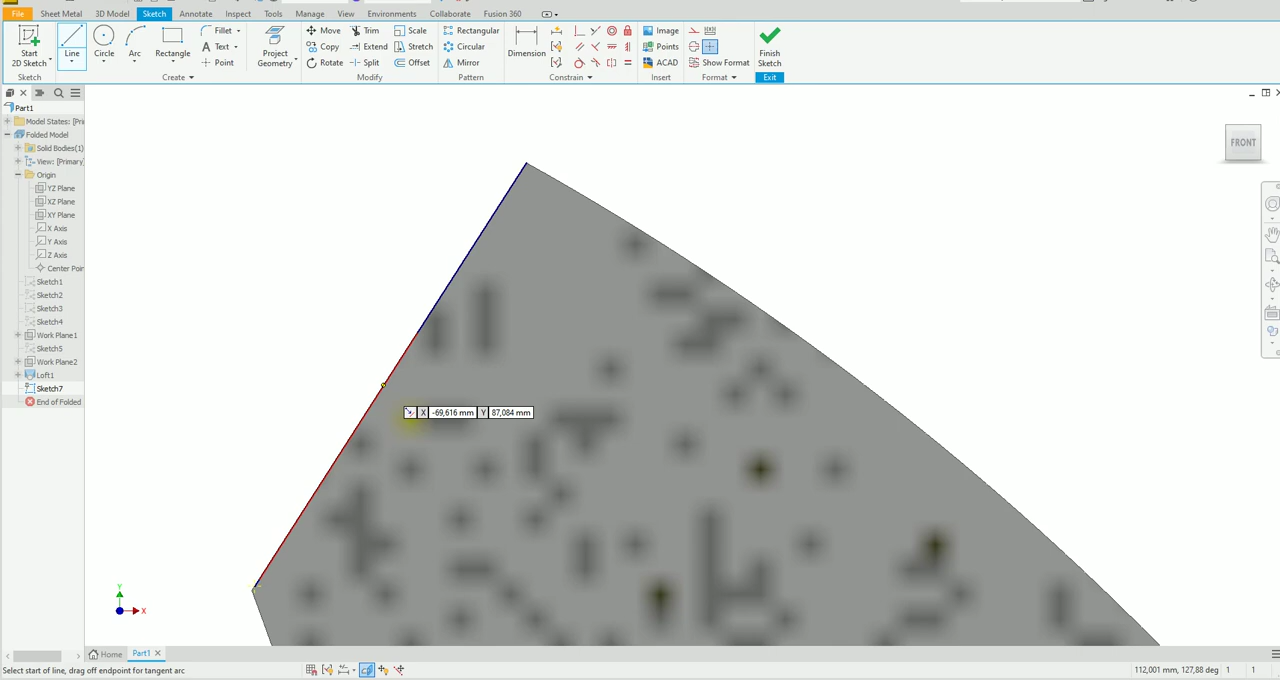 File Sheet Metal 3D Model Sketch Annotate Inspect Tools Manage View Environments Collaborate Fusion 360
Start 2D Sketch Line Circle Arc Rectangle Fillet Text Point Project Geometry Move Copy Rotate Trim Extend Split Scale Stretch Offset Rectangular Circular Mirror Dimension Image Points ACAD Show Format Finish Sketch
Sketch Create Modify Pattern Constrain Insert Format Exit
Part1
Model States: [Pri
Folded Model
Solid Bodies(1)
View: [Primary]
Origin
YZ Plane
XZ Plane
XY Plane
X Axis
Y Axis
Z Axis
Center Poin
Sketch1
Sketch2
Sketch3
Sketch4
Work Plane1
Sketch5
Work Plane2
Loft1
Sketch7
End of Folded
FRONT
X -69,616 mm Y 87,084 mm
Y
X
Home Part1
Select start of line, drag off endpoint for tangent arc
112,001 mm, 127,88 deg 1 1